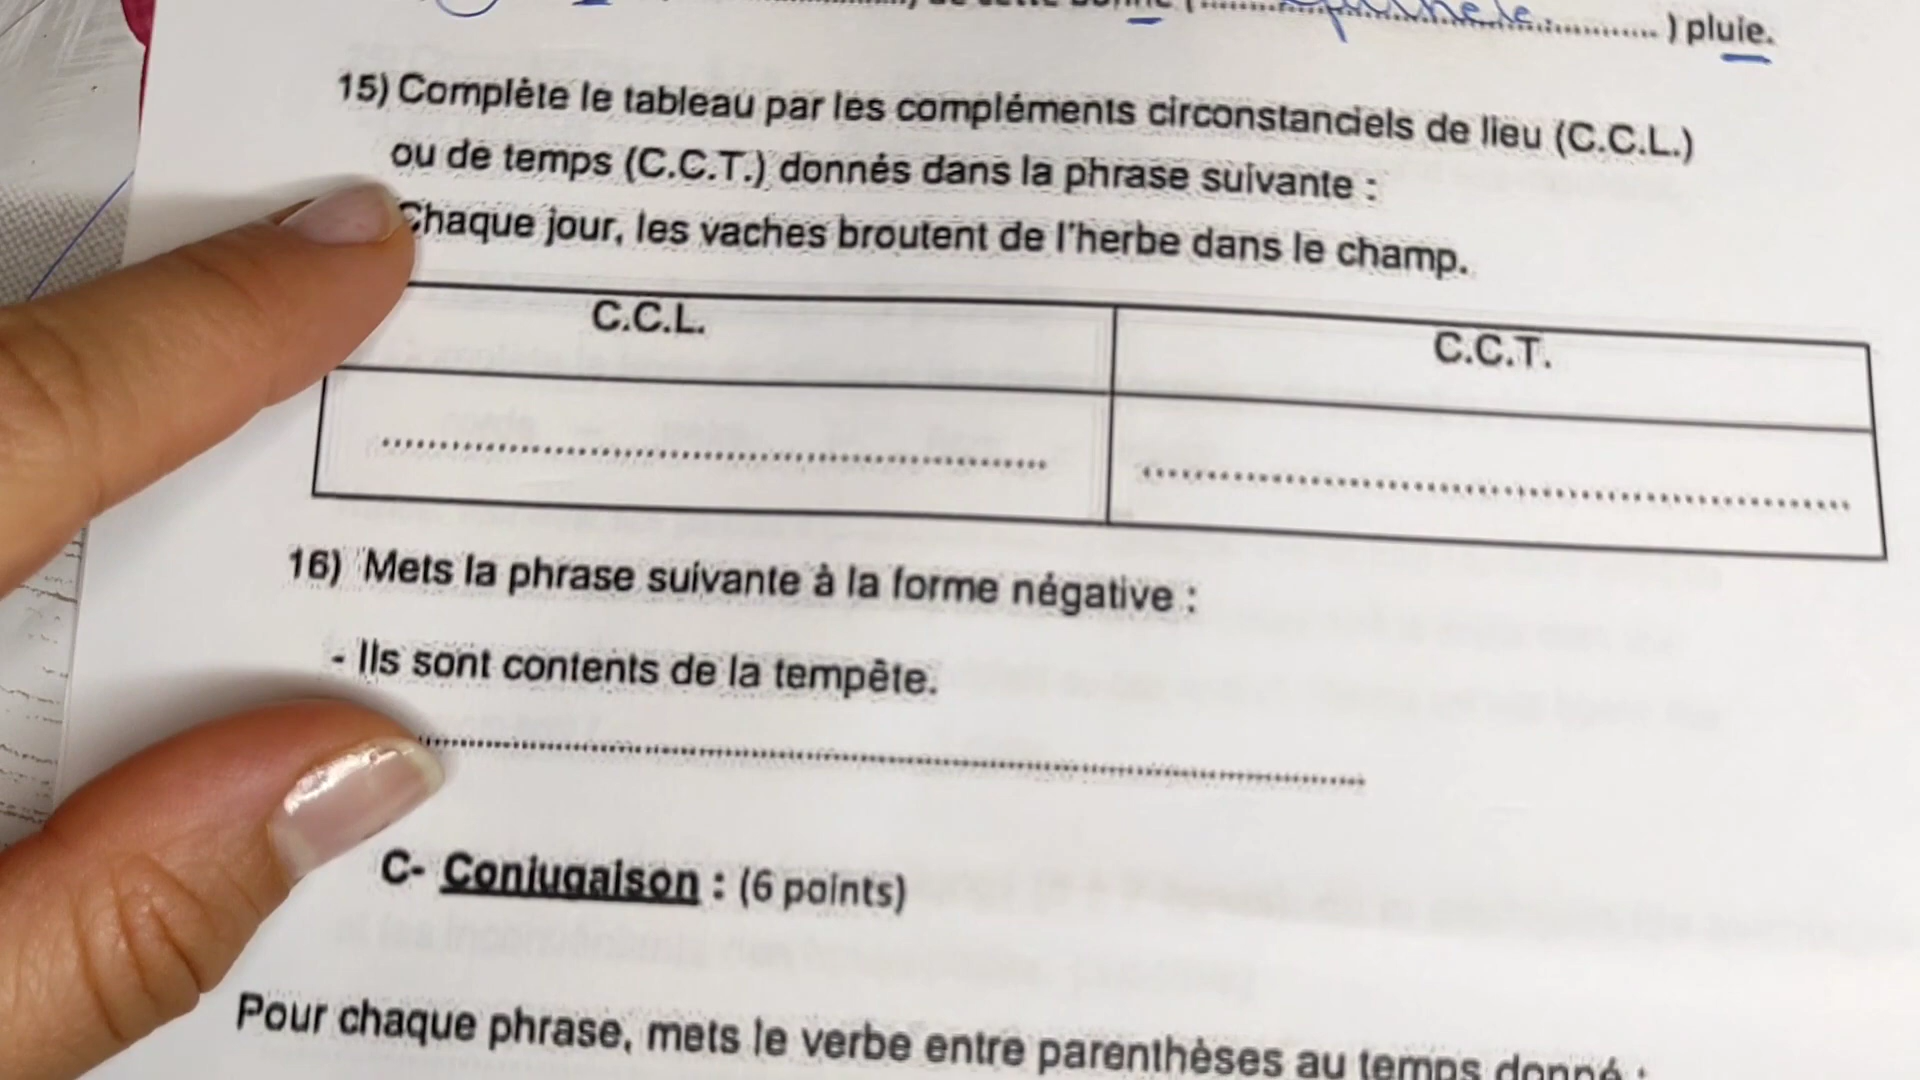 ) pluie.
15) Complète le tableau par les compléments circonstanciels de lieu (C.C.L.)
ou de temps (C.C.T.) donnés dans la phrase suivante :
Chaque jour, les vaches broutent de l'herbe dans le champ.
C.C.L. C.C.T.
16) Mets la phrase suivante à la forme négative :
- Ils sont contents de la tempête.
C- Conjugaison : (6 points)
Pour chaque phrase, mets le verbe entre parenthèses au temps donné :